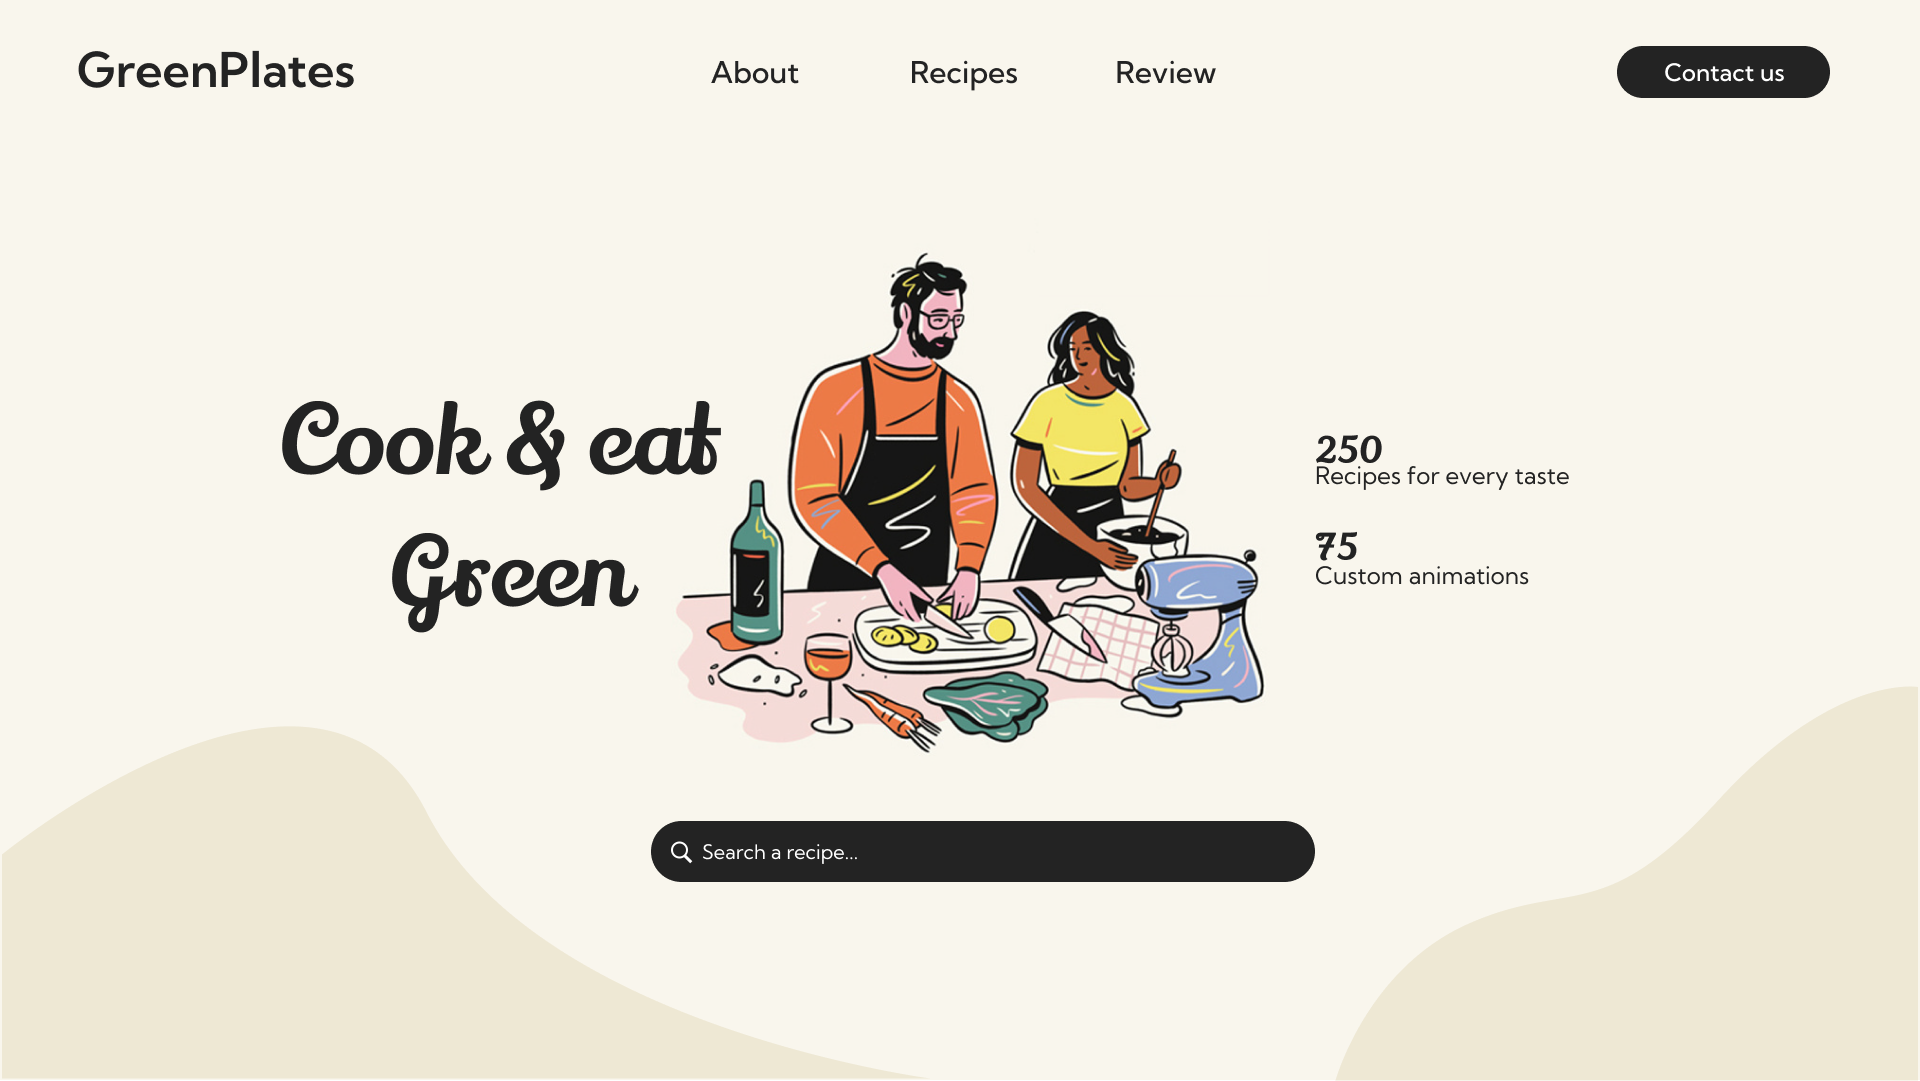 GreenPlates
About
Recipes
Review
Contact us
Cook & eat
Green
250
Recipes for every taste
75
Custom animations
Search a recipe...